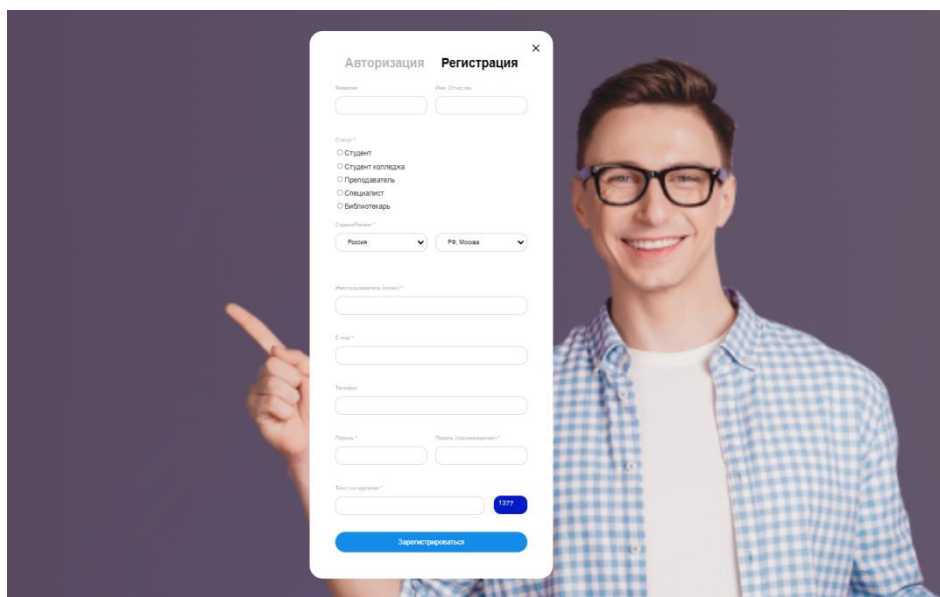 Авторизация Регистрация
Фамилия Имя, Отчество
Статус *
Студент
Студент колледжа
Преподаватель
Специалист
Библиотекарь
Страна/Регион *
Россия РФ, Москва
Имя пользователя (логин) *
E-mail *
Телефон
Пароль * Пароль (подтверждение) *
Текст на картинке *
137?
Зарегистрироваться